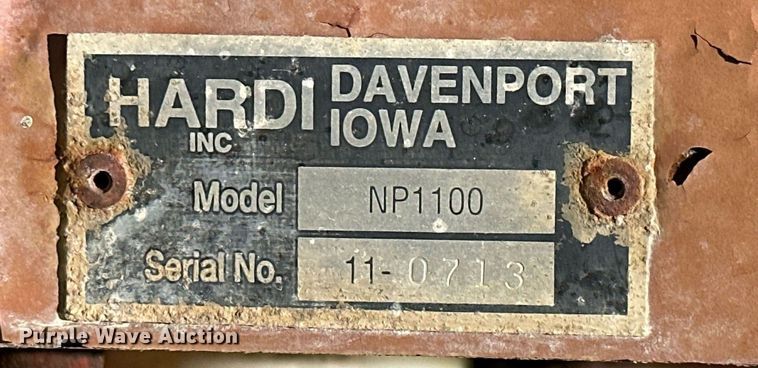 HARDI INC
DAVENPORT
IOWA
Model NP1100
Serial No. 11-0713
Purple Wave Auction